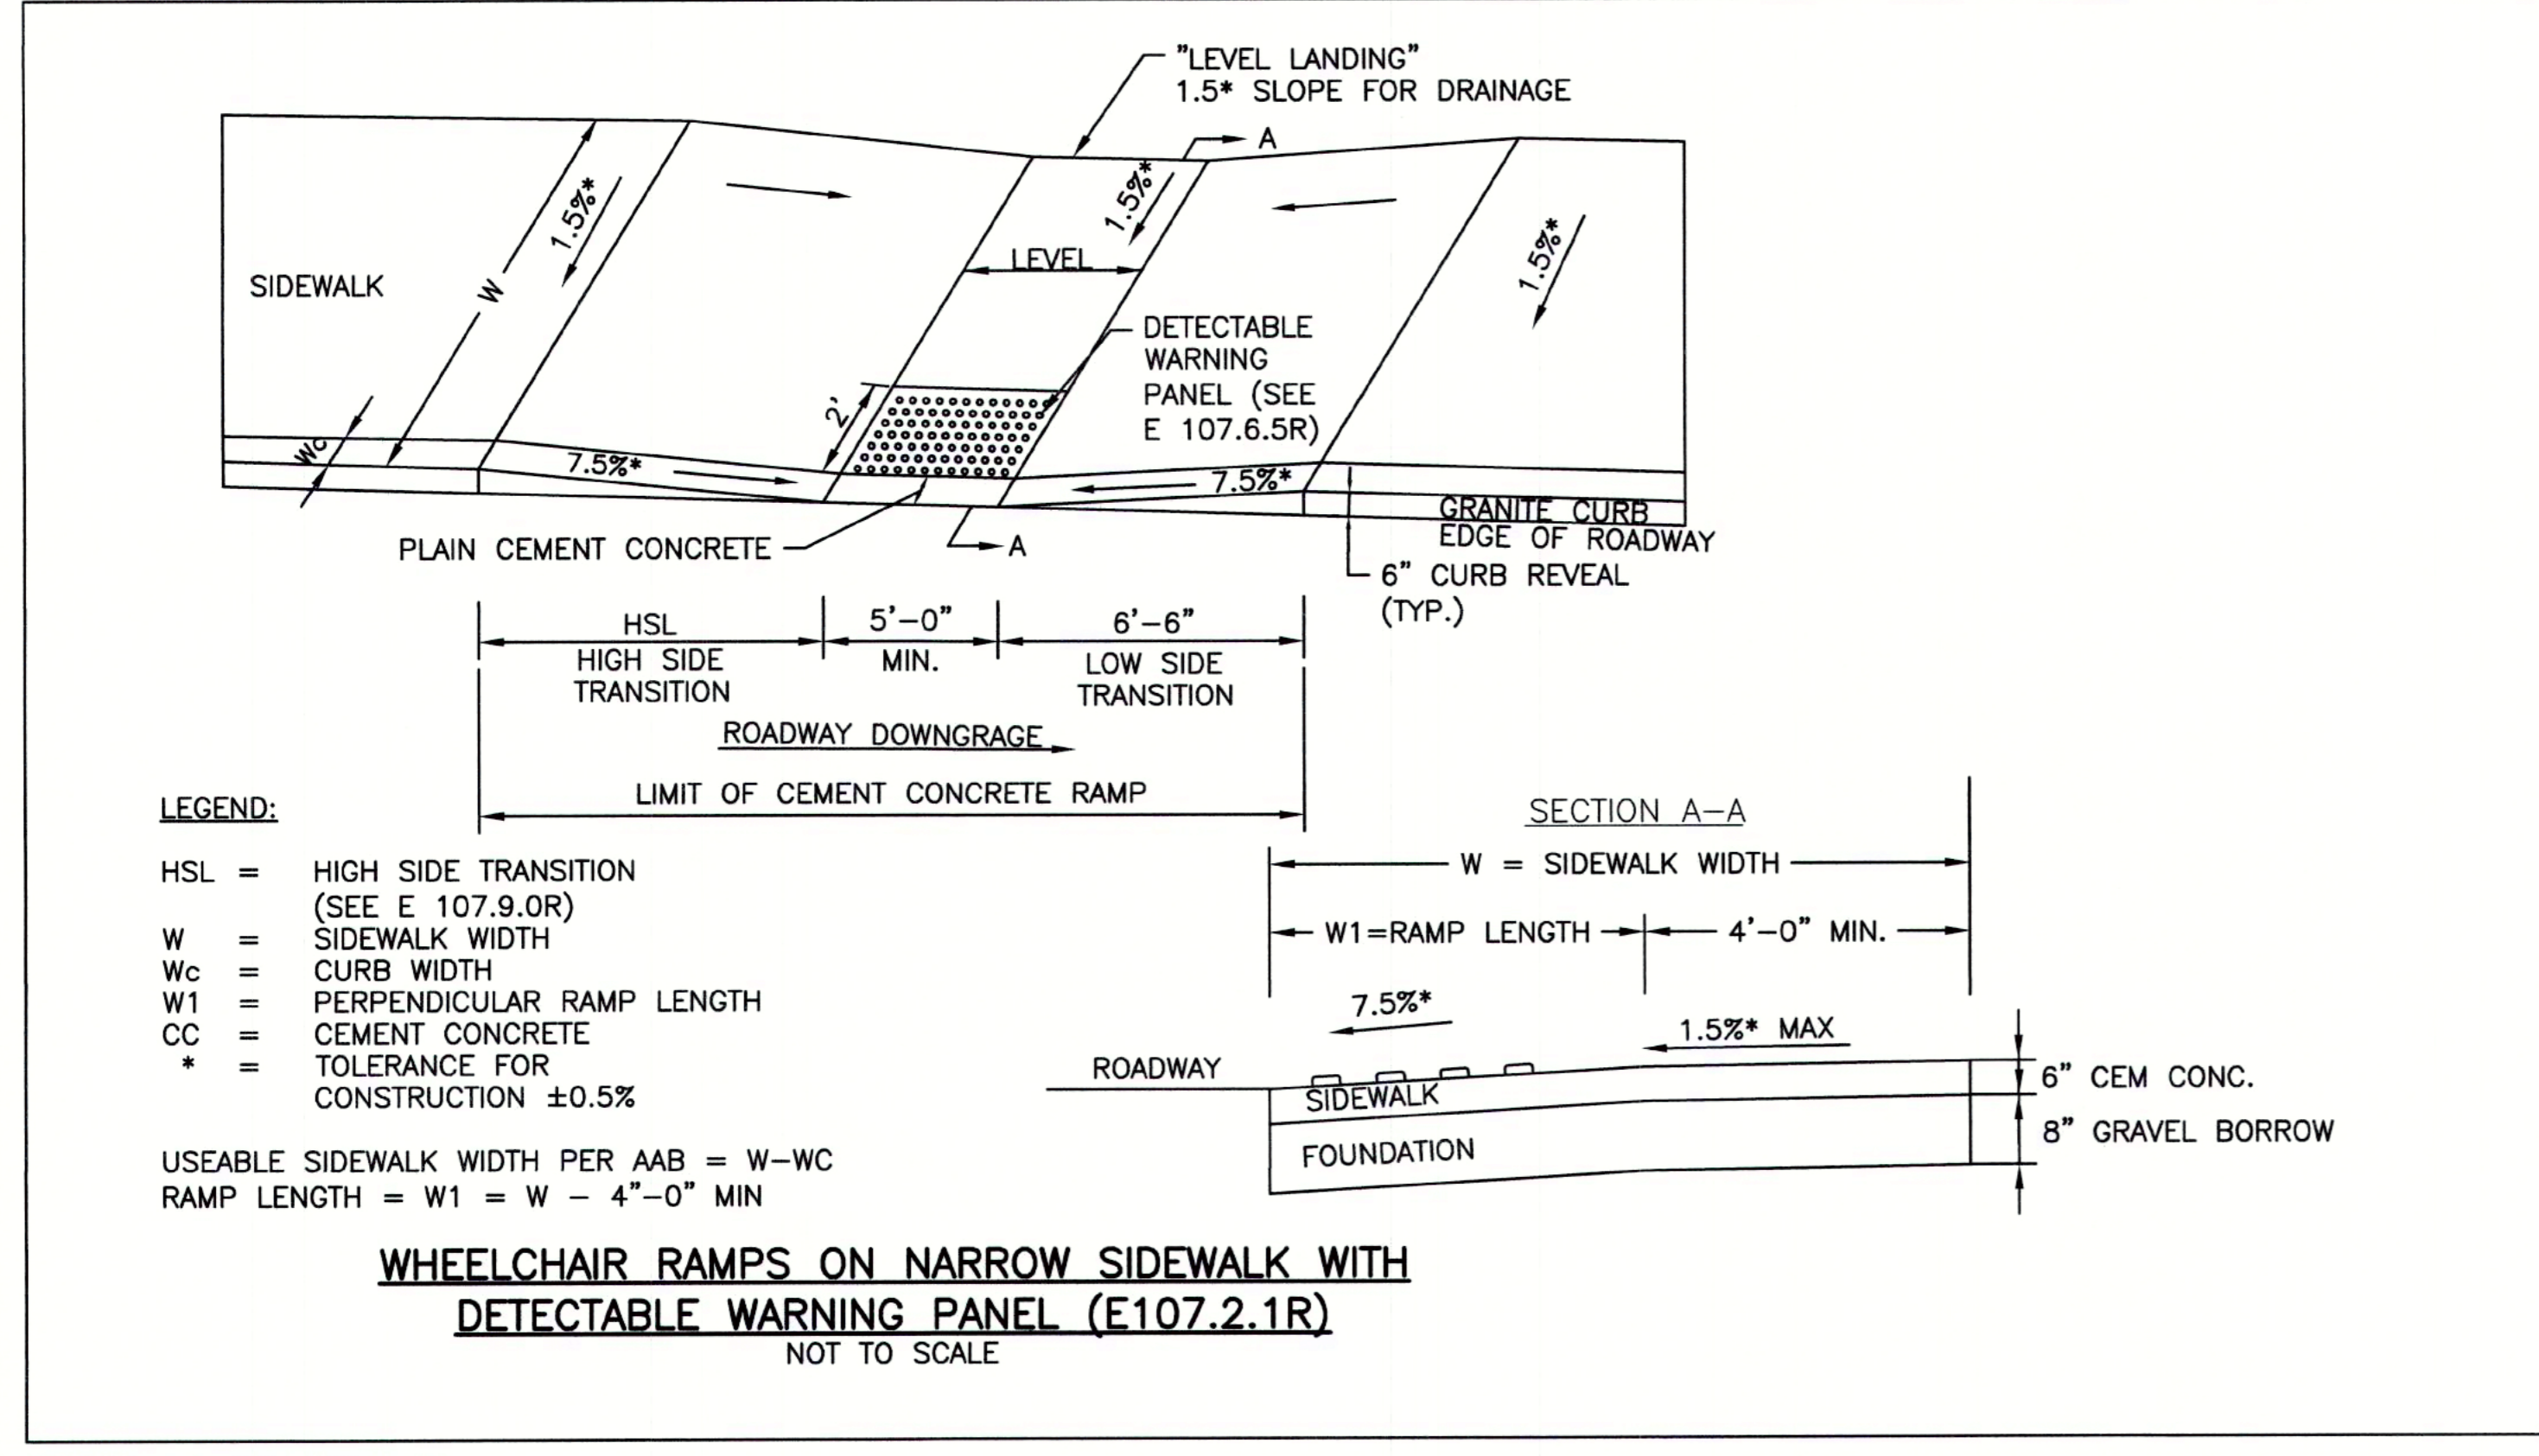 "LEVEL LANDING"
1.5* SLOPE FOR DRAINAGE
A
1.5%*
1.5%*
1.5%*
W
LEVEL
SIDEWALK
DETECTABLE
WARNING
PANEL (SEE
E 107.6.5R)
2'
Wc
7.5%*
7.5%*
GRANITE CURB
EDGE OF ROADWAY
PLAIN CEMENT CONCRETE
A
6" CURB REVEAL
(TYP.)
HSL
5'-0"
6'-6"
HIGH SIDE
TRANSITION
MIN.
LOW SIDE
TRANSITION
ROADWAY DOWNGRAGE
LIMIT OF CEMENT CONCRETE RAMP
LEGEND:
HSL = HIGH SIDE TRANSITION
(SEE E 107.9.0R)
W = SIDEWALK WIDTH
Wc = CURB WIDTH
W1 = PERPENDICULAR RAMP LENGTH
CC = CEMENT CONCRETE
* = TOLERANCE FOR
CONSTRUCTION ±0.5%
USEABLE SIDEWALK WIDTH PER AAB = W-WC
RAMP LENGTH = W1 = W - 4"-0" MIN
SECTION A-A
W = SIDEWALK WIDTH
W1=RAMP LENGTH
4'-0" MIN.
7.5%*
1.5%* MAX
ROADWAY
SIDEWALK
FOUNDATION
6" CEM CONC.
8" GRAVEL BORROW
WHEELCHAIR RAMPS ON NARROW SIDEWALK WITH
DETECTABLE WARNING PANEL (E107.2.1R)
NOT TO SCALE